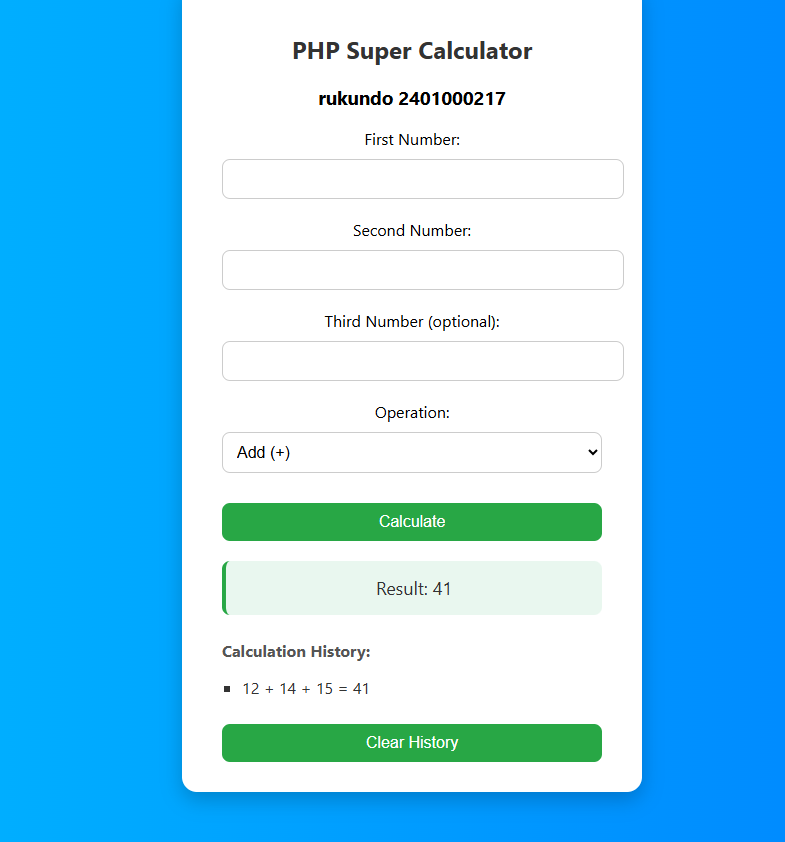 PHP Super Calculator
rukundo 2401000217
First Number:
Second Number:
Third Number (optional):
Operation:
Add (+)
Calculate
Result: 41
Calculation History:
12 + 14 + 15 = 41
Clear History